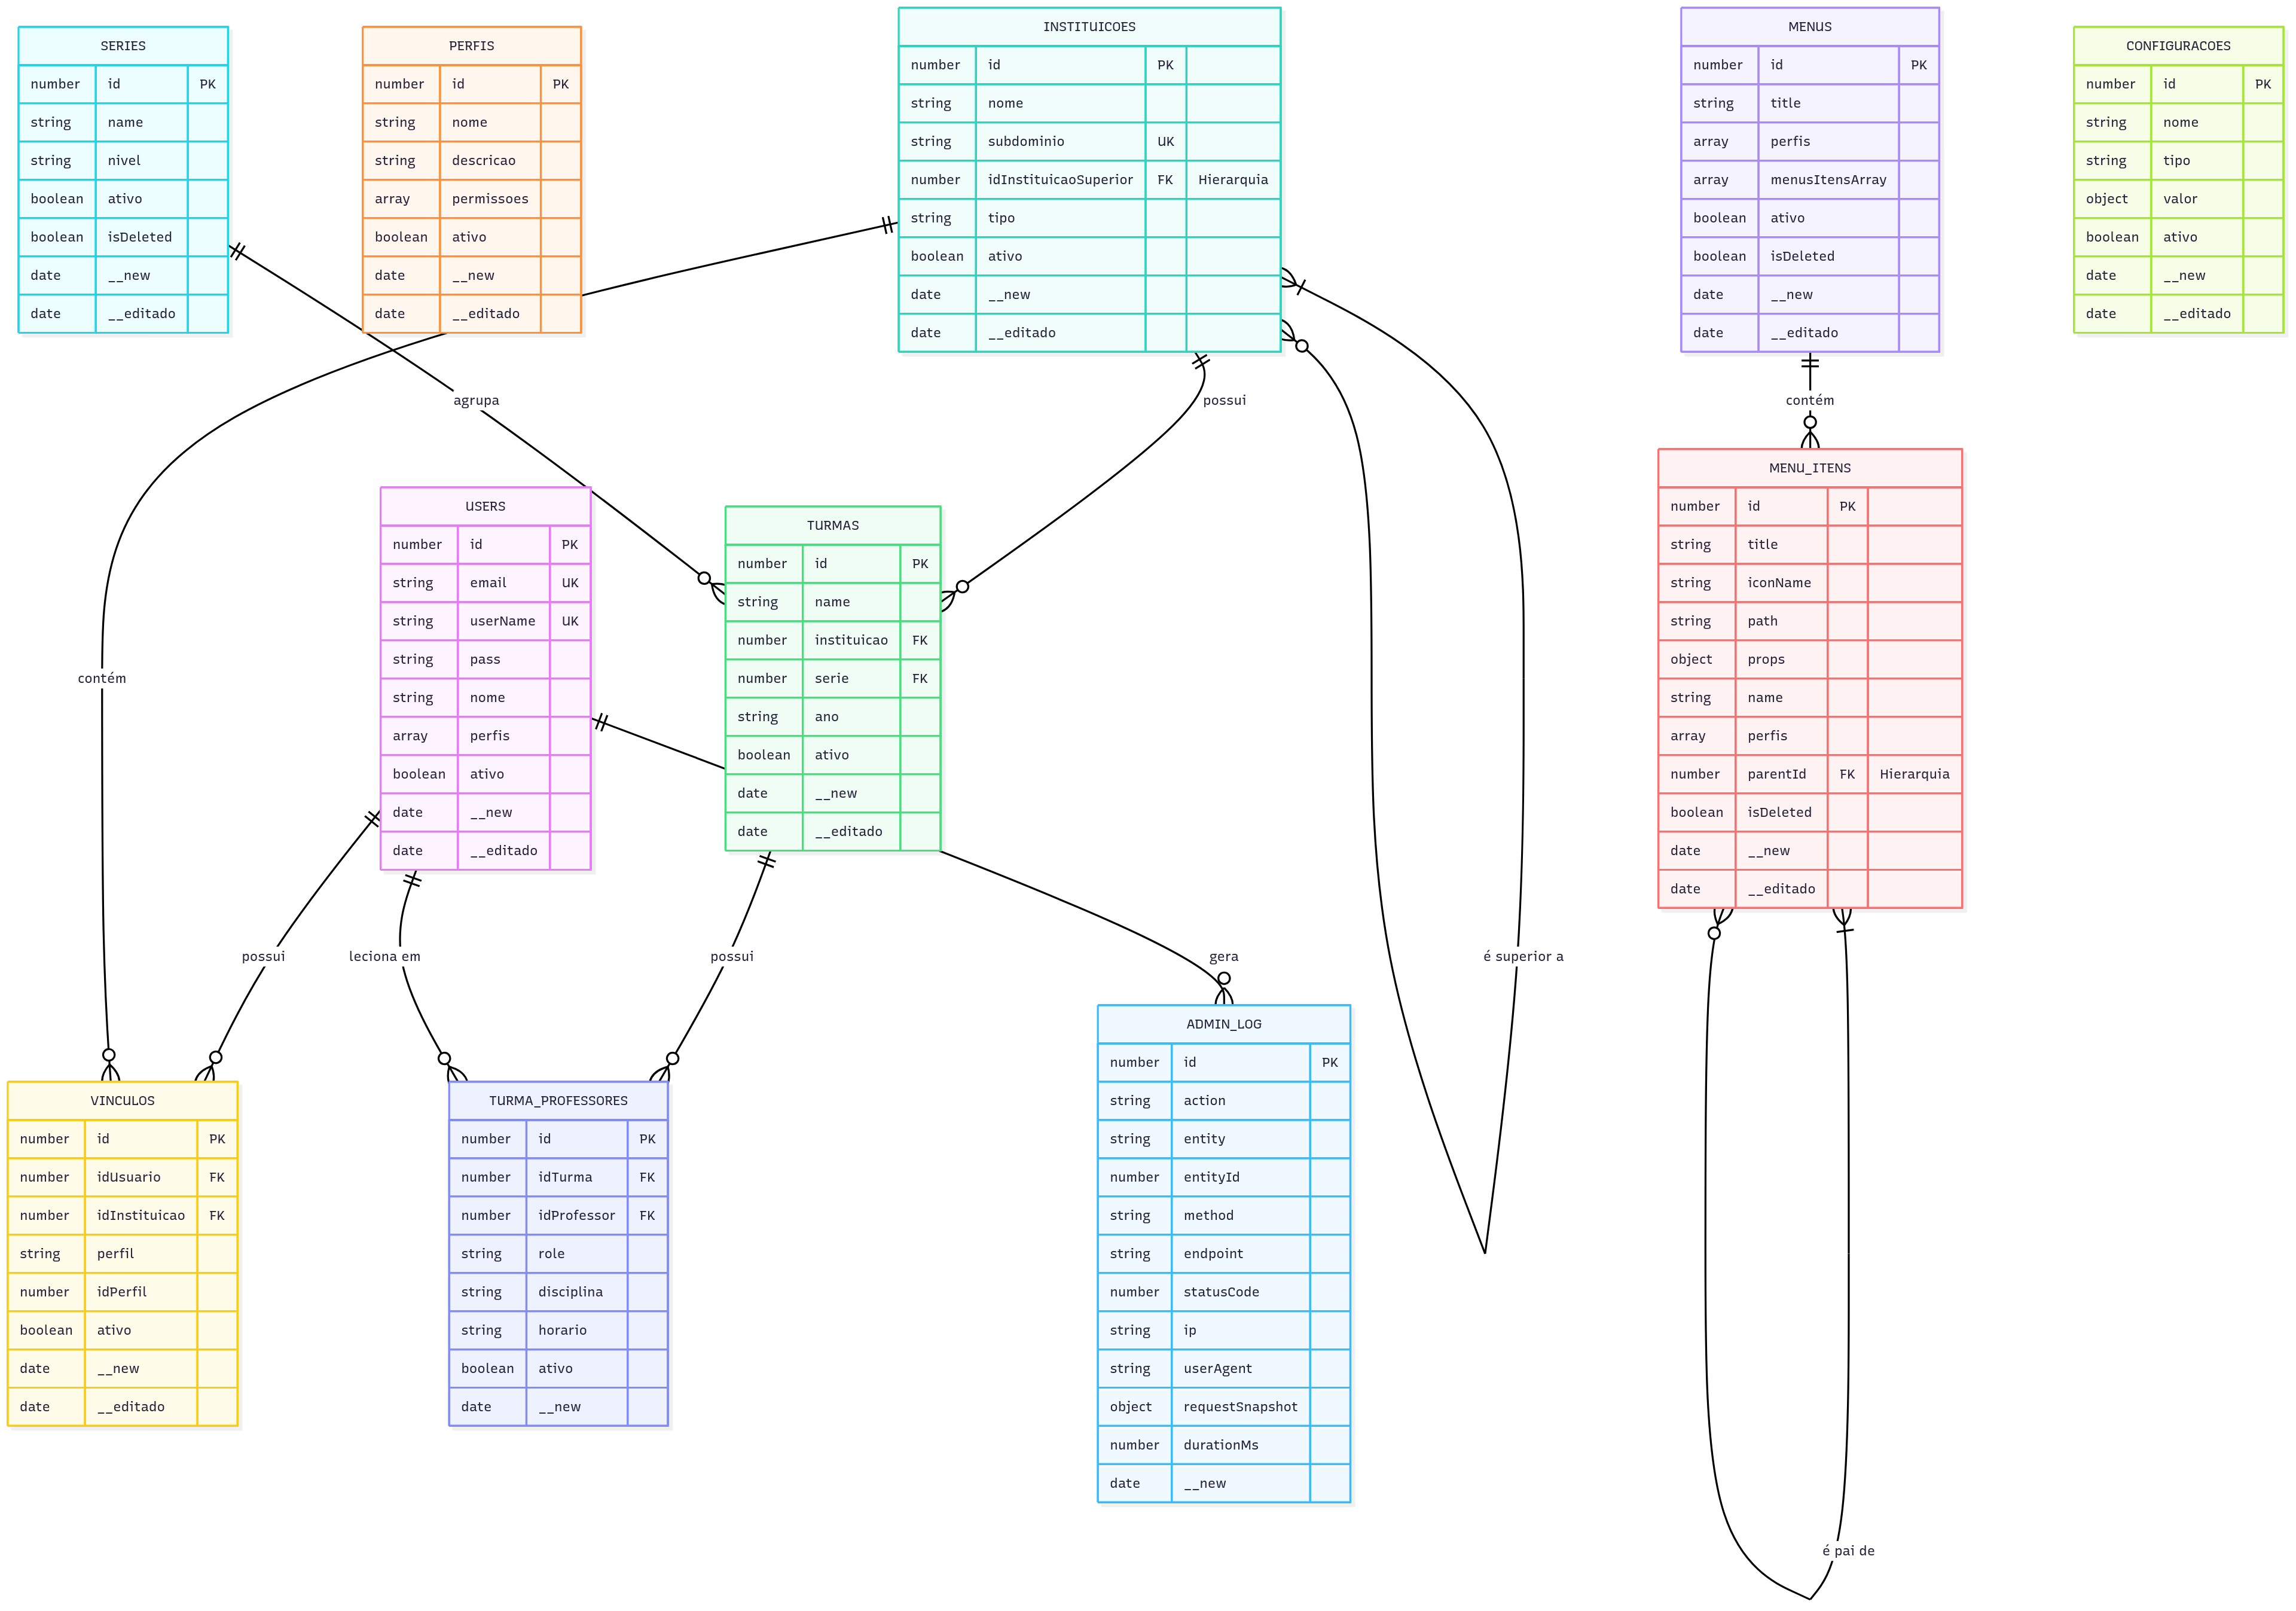 SERIES
number id PK
string name
string nivel
boolean ativo
boolean isDeleted
date __new
date __editado
PERFIS
number id PK
string nome
string descricao
array permissoes
boolean ativo
date __new
date __editado
INSTITUICOES
number id PK
string nome
string subdominio UK
number idInstituicaoSuperior FK Hierarquia
string tipo
boolean ativo
date __new
date __editado
MENUS
number id PK
string title
array perfis
array menusItensArray
boolean ativo
boolean isDeleted
date __new
date __editado
CONFIGURACOES
number id PK
string nome
string tipo
object valor
boolean ativo
date __new
date __editado
agrupa
possui
contém
USERS
number id PK
string email UK
string userName UK
string pass
string nome
array perfis
boolean ativo
date __new
date __editado
TURMAS
number id PK
string name
number instituicao FK
number serie FK
string ano
boolean ativo
date __new
date __editado
MENU_ITENS
number id PK
string title
string iconName
string path
object props
string name
array perfis
number parentId FK Hierarquia
boolean isDeleted
date __new
date __editado
contém
possui
leciona em
possui
gera
é superior a
VINCULOS
number id PK
number idUsuario FK
number idInstituicao FK
string perfil
number idPerfil
boolean ativo
date __new
date __editado
TURMA_PROFESSORES
number id PK
number idTurma FK
number idProfessor FK
string role
string disciplina
string horario
boolean ativo
date __new
ADMIN_LOG
number id PK
string action
string entity
number entityId
string method
string endpoint
number statusCode
string ip
string userAgent
object requestSnapshot
number durationMs
date __new
é pai de